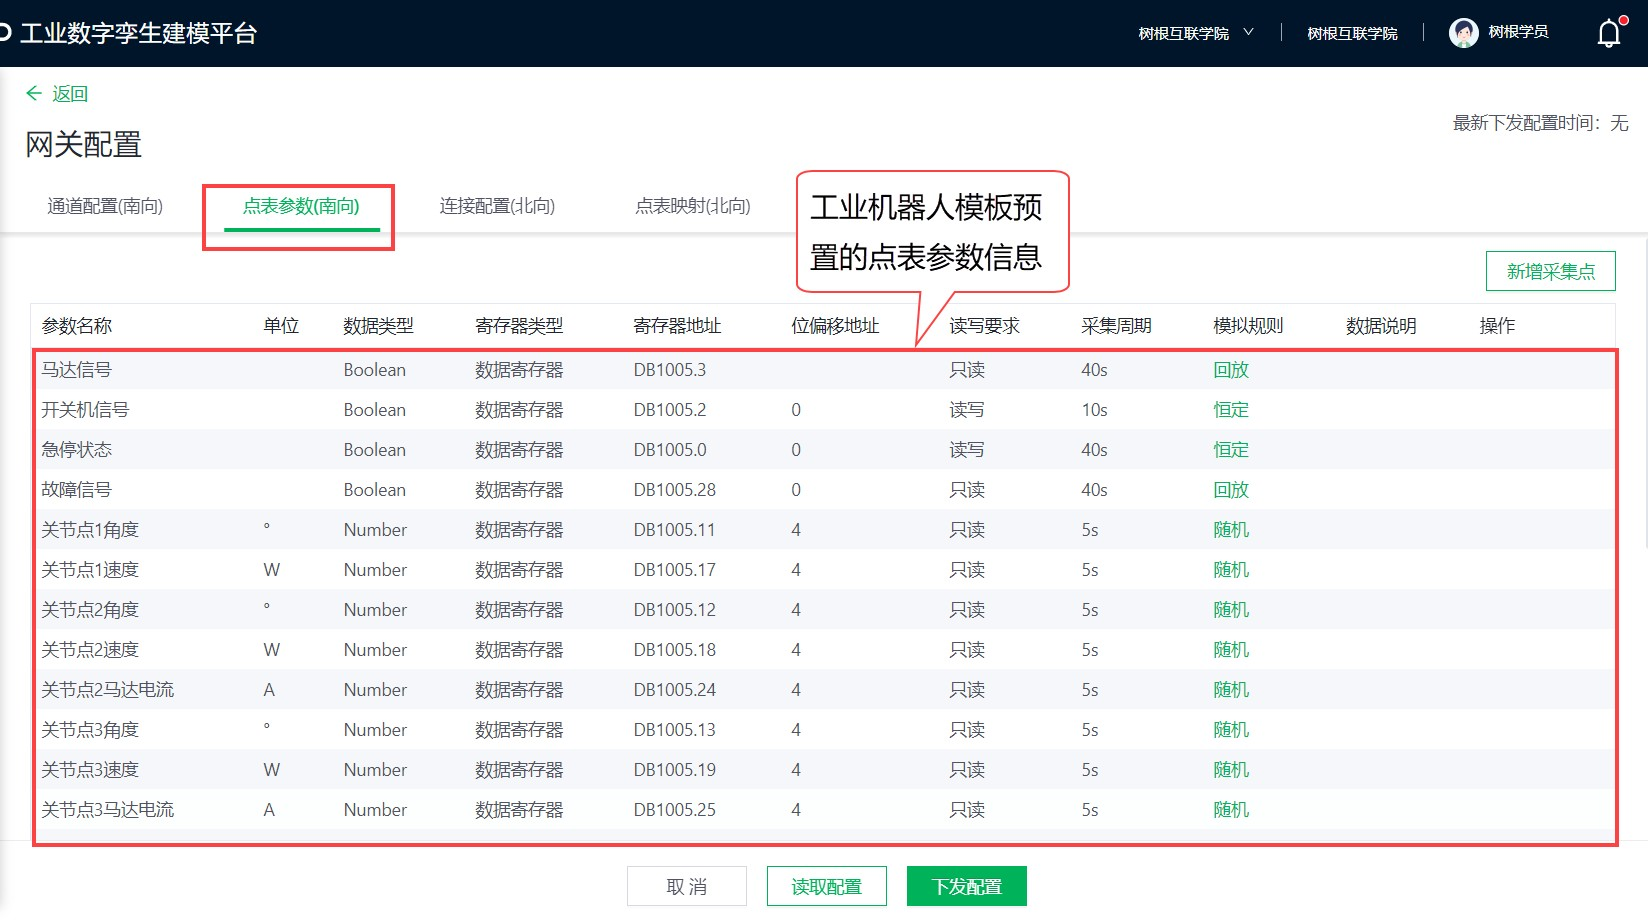 工业数字孪生建模平台
树根互联学院
树根互联学院
树根学员
返回
网关配置
最新下发配置时间：无
通道配置(南向) 点表参数(南向) 连接配置(北向) 点表映射(北向)
工业机器人模板预
置的点表参数信息
新增采集点
参数名称 单位 数据类型 寄存器类型 寄存器地址 位偏移地址 读写要求 采集周期 模拟规则 数据说明 操作
马达信号 Boolean 数据寄存器 DB1005.3 只读 40s 回放
开关机信号 Boolean 数据寄存器 DB1005.2 0 读写 10s 恒定
急停状态 Boolean 数据寄存器 DB1005.0 0 读写 40s 恒定
故障信号 Boolean 数据寄存器 DB1005.28 0 只读 40s 回放
关节点1角度 ° Number 数据寄存器 DB1005.11 4 只读 5s 随机
关节点1速度 W Number 数据寄存器 DB1005.17 4 只读 5s 随机
关节点2角度 ° Number 数据寄存器 DB1005.12 4 只读 5s 随机
关节点2速度 W Number 数据寄存器 DB1005.18 4 只读 5s 随机
关节点2马达电流 A Number 数据寄存器 DB1005.24 4 只读 5s 随机
关节点3角度 ° Number 数据寄存器 DB1005.13 4 只读 5s 随机
关节点3速度 W Number 数据寄存器 DB1005.19 4 只读 5s 随机
关节点3马达电流 A Number 数据寄存器 DB1005.25 4 只读 5s 随机
取 消 读取配置 下发配置